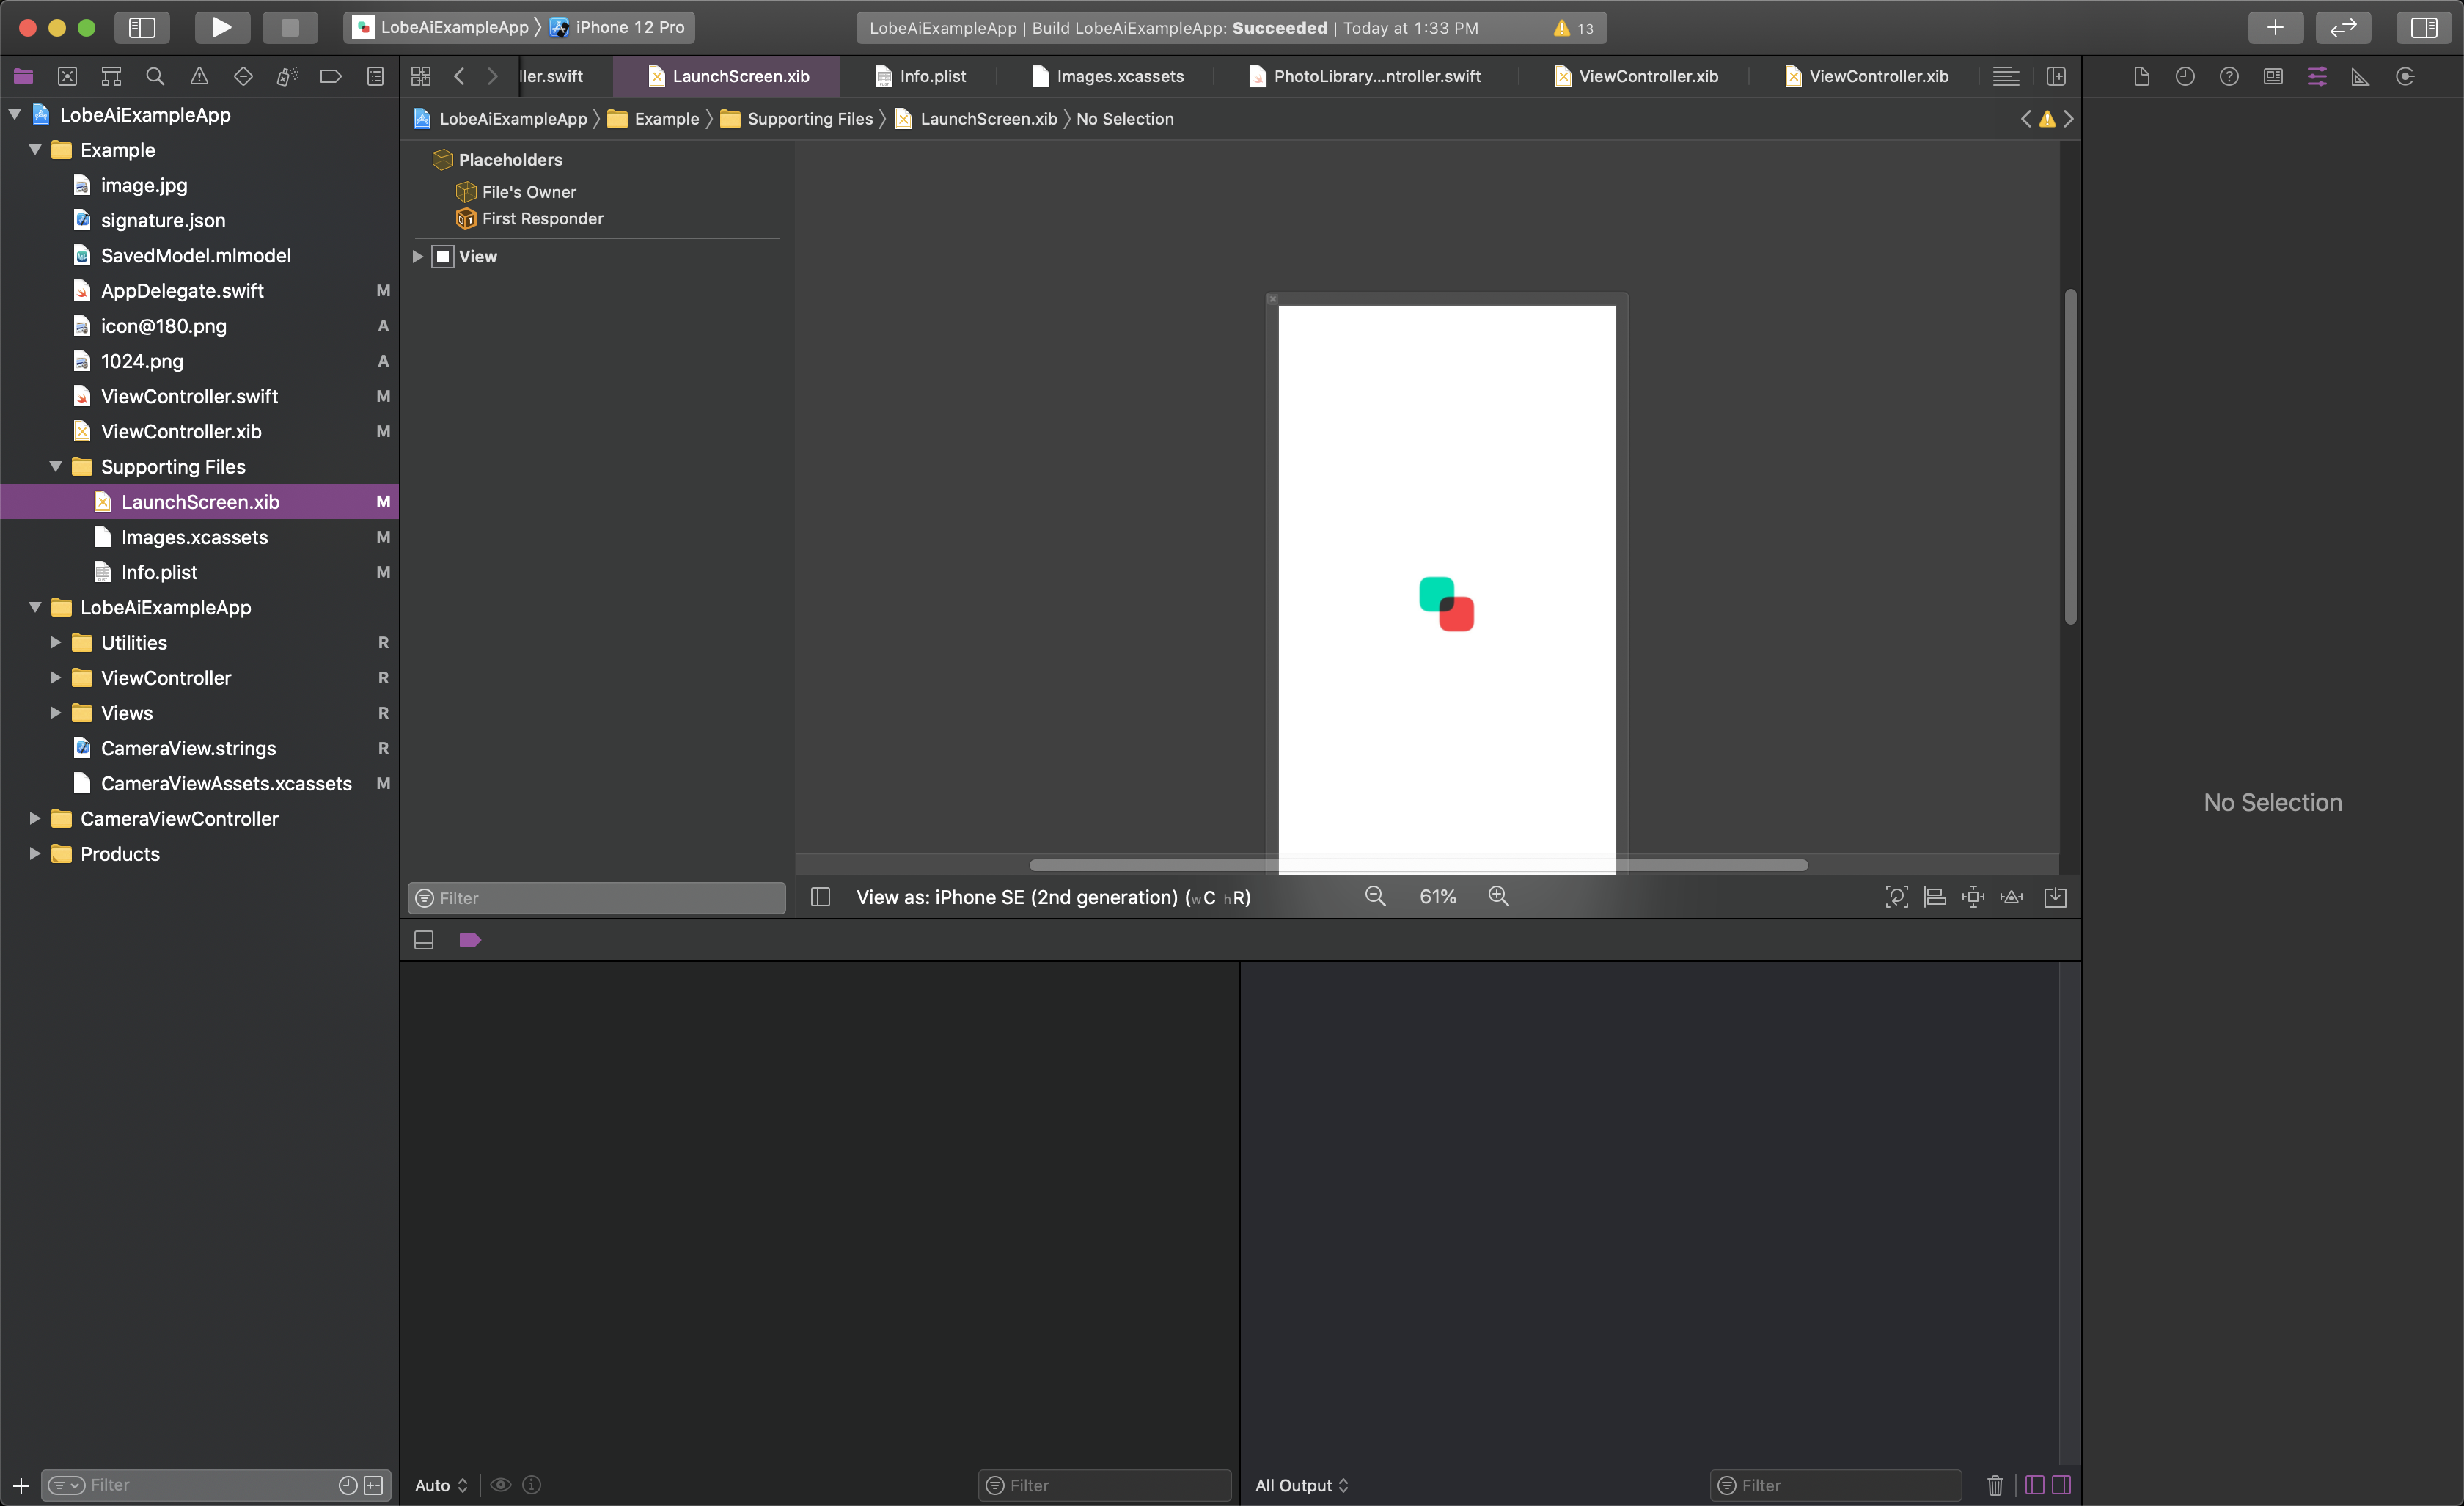 LobeAiExampleApp
iPhone 12 Pro
LobeAiExampleApp | Build LobeAiExampleApp: Succeeded | Today at 1:33 PM
13
ller.swift
LaunchScreen.xib
Info.plist
Images.xcassets
PhotoLibrary...ntroller.swift
ViewController.xib
ViewController.xib
LobeAiExampleApp
Example
Supporting Files
LaunchScreen.xib
No Selection
LobeAiExampleApp
Example
image.jpg
signature.json
SavedModel.mlmodel
AppDelegate.swift M
icon@180.png A
1024.png A
ViewController.swift M
ViewController.xib M
Supporting Files
LaunchScreen.xib M
Images.xcassets M
Info.plist M
LobeAiExampleApp
Utilities R
ViewController R
Views R
CameraView.strings R
CameraViewAssets.xcassets M
CameraViewController
Products
Filter
Placeholders
File's Owner
First Responder
View
Filter
View as: iPhone SE (2nd generation) (wC hR)
61%
No Selection
Auto
Filter
All Output
Filter